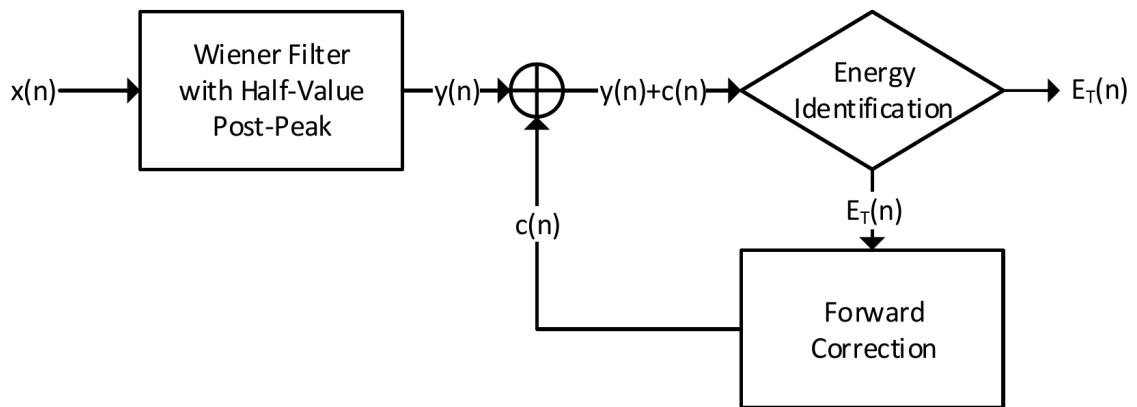 Wiener Filter
with Half-Value
Post-Peak
x(n)
y(n)
y(n)+c(n)
Energy
Identification
E_T(n)
E_T(n)
c(n)
Forward
Correction